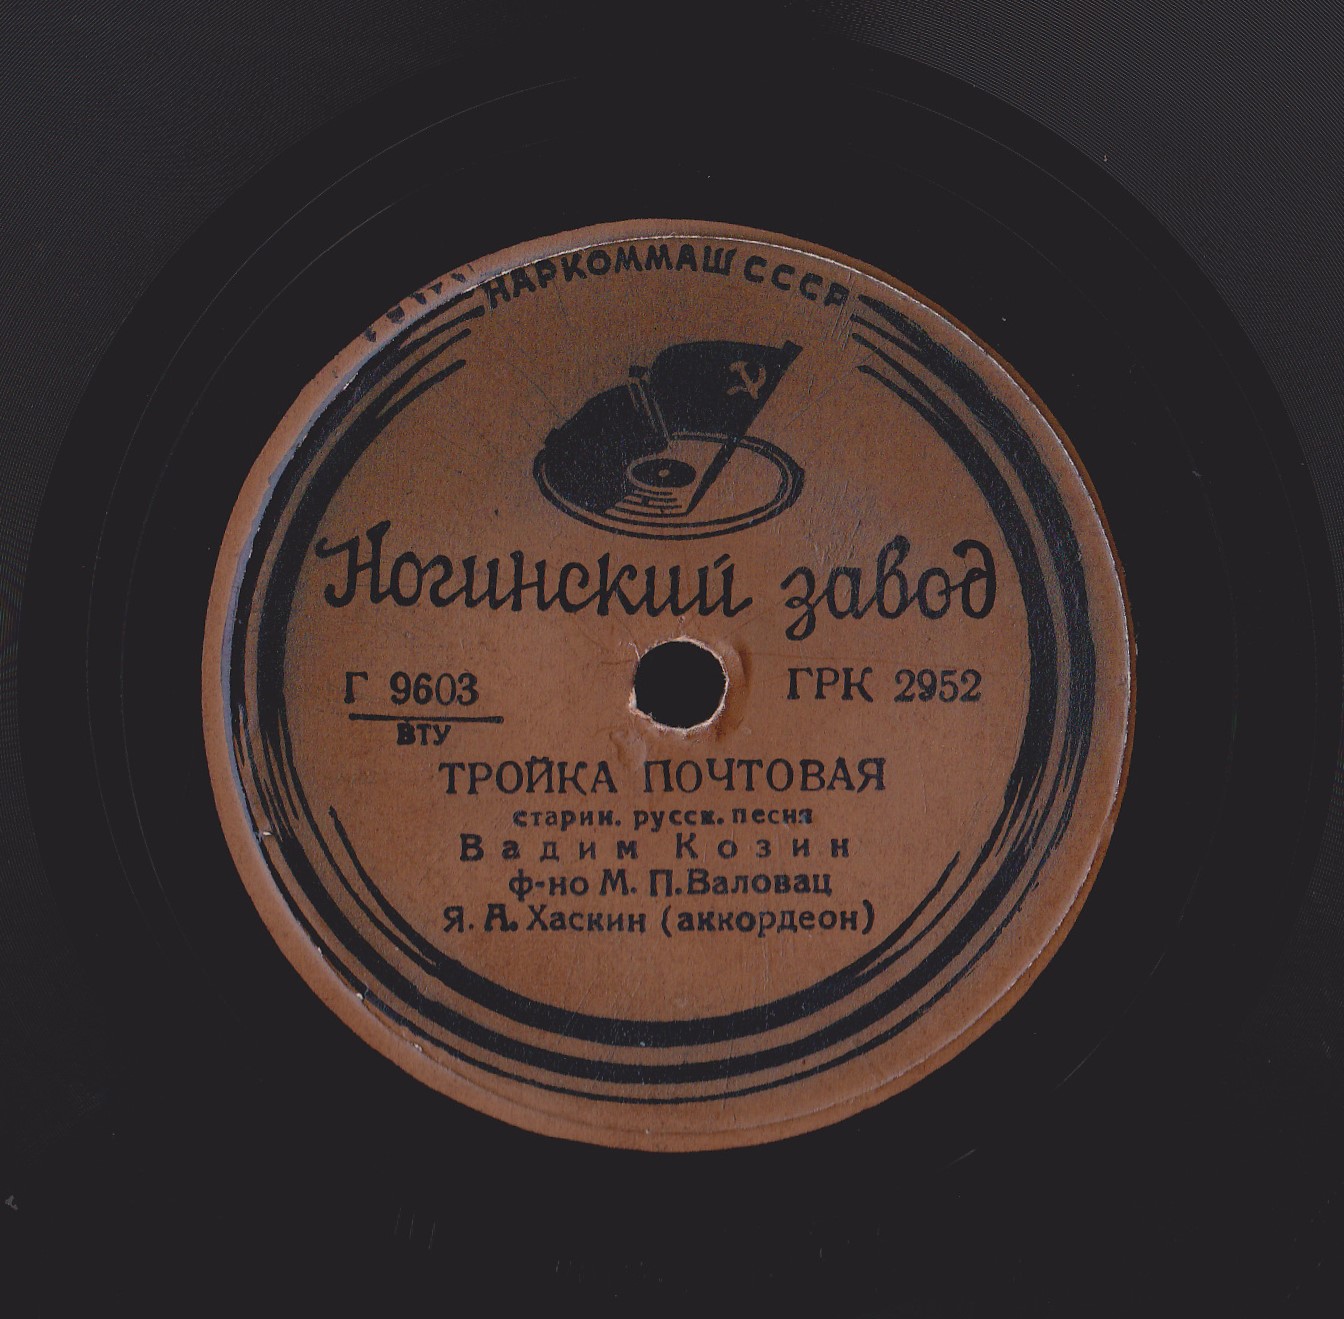 НАРКОММАШ СССР
Ногинский завод
Г 9603 ГРК 2952
ВТУ
ТРОЙКА ПОЧТОВАЯ
старин. русск. песня
Вадим Козин
ф-но М. П. Валовац
Я. А. Хаскин (аккордеон)